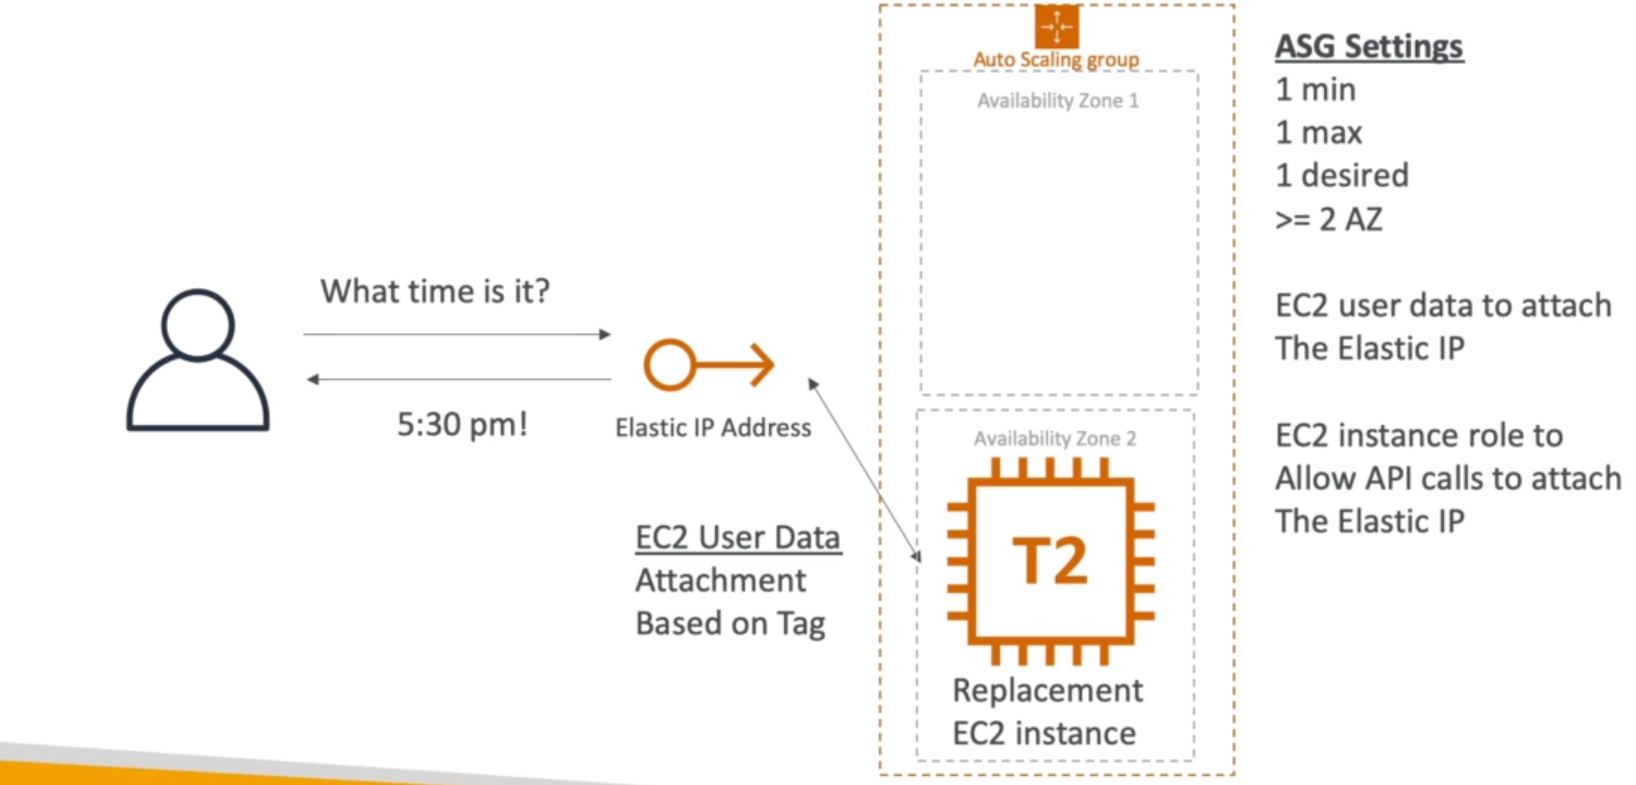 What time is it?
5:30 pm!
Elastic IP Address
EC2 User Data
Attachment
Based on Tag
Auto Scaling group
Availability Zone 1
Availability Zone 2
T2
Replacement
EC2 instance
ASG Settings
1 min
1 max
1 desired
>= 2 AZ
EC2 user data to attach
The Elastic IP
EC2 instance role to
Allow API calls to attach
The Elastic IP